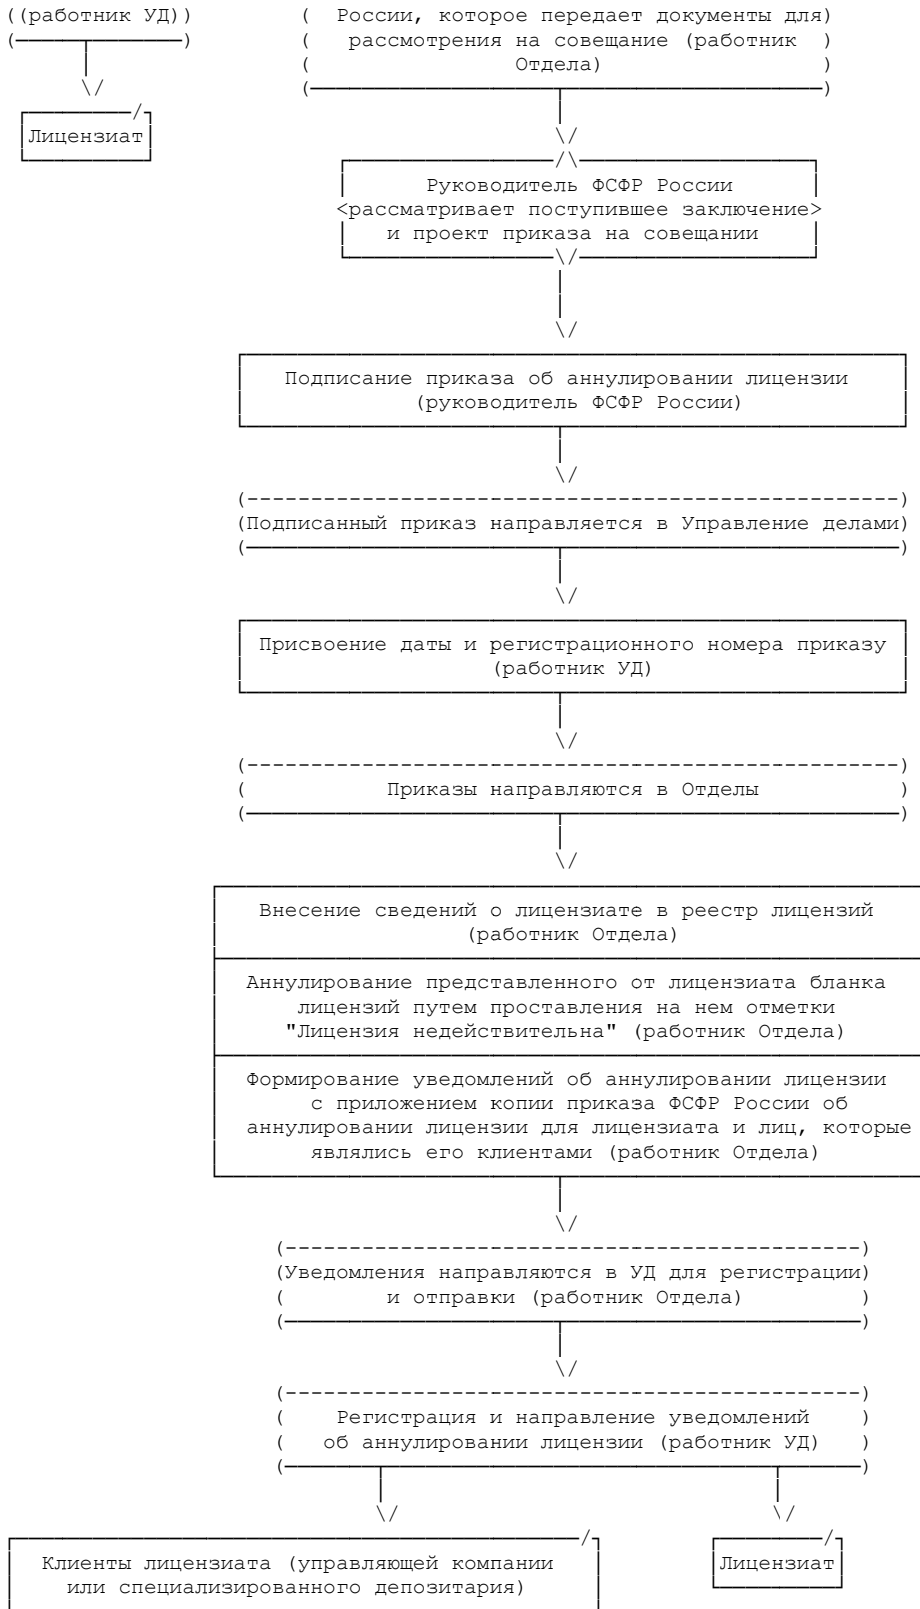 (работник УД)
России, которое передает документы для
рассмотрения на совещание (работник
Отдела)
Лицензиат
Руководитель ФСФР России
рассматривает поступившее заключение
и проект приказа на совещании
Подписание приказа об аннулировании лицензии
(руководитель ФСФР России)
Подписанный приказ направляется в Управление делами
Присвоение даты и регистрационного номера приказу
(работник УД)
Приказы направляются в Отделы
Внесение сведений о лицензиате в реестр лицензий
(работник Отдела)
Аннулирование представленного от лицензиата бланка
лицензий путем проставления на нем отметки
"Лицензия недействительна" (работник Отдела)
Формирование уведомлений об аннулировании лицензии
с приложением копии приказа ФСФР России об
аннулировании лицензии для лицензиата и лиц, которые
являлись его клиентами (работник Отдела)
Уведомления направляются в УД для регистрации
и отправки (работник Отдела)
Регистрация и направление уведомлений
об аннулировании лицензии (работник УД)
Клиенты лицензиата (управляющей компании
или специализированного депозитария)
Лицензиат